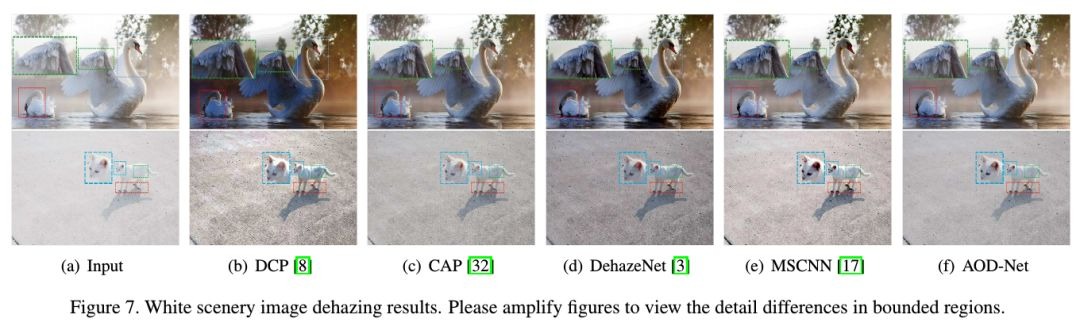 (a) Input
(b) DCP [8]
(c) CAP [32]
(d) DehazeNet [3]
(e) MSCNN [17]
(f) AOD-Net
Figure 7. White scenery image dehazing results. Please amplify figures to view the detail differences in bounded regions.